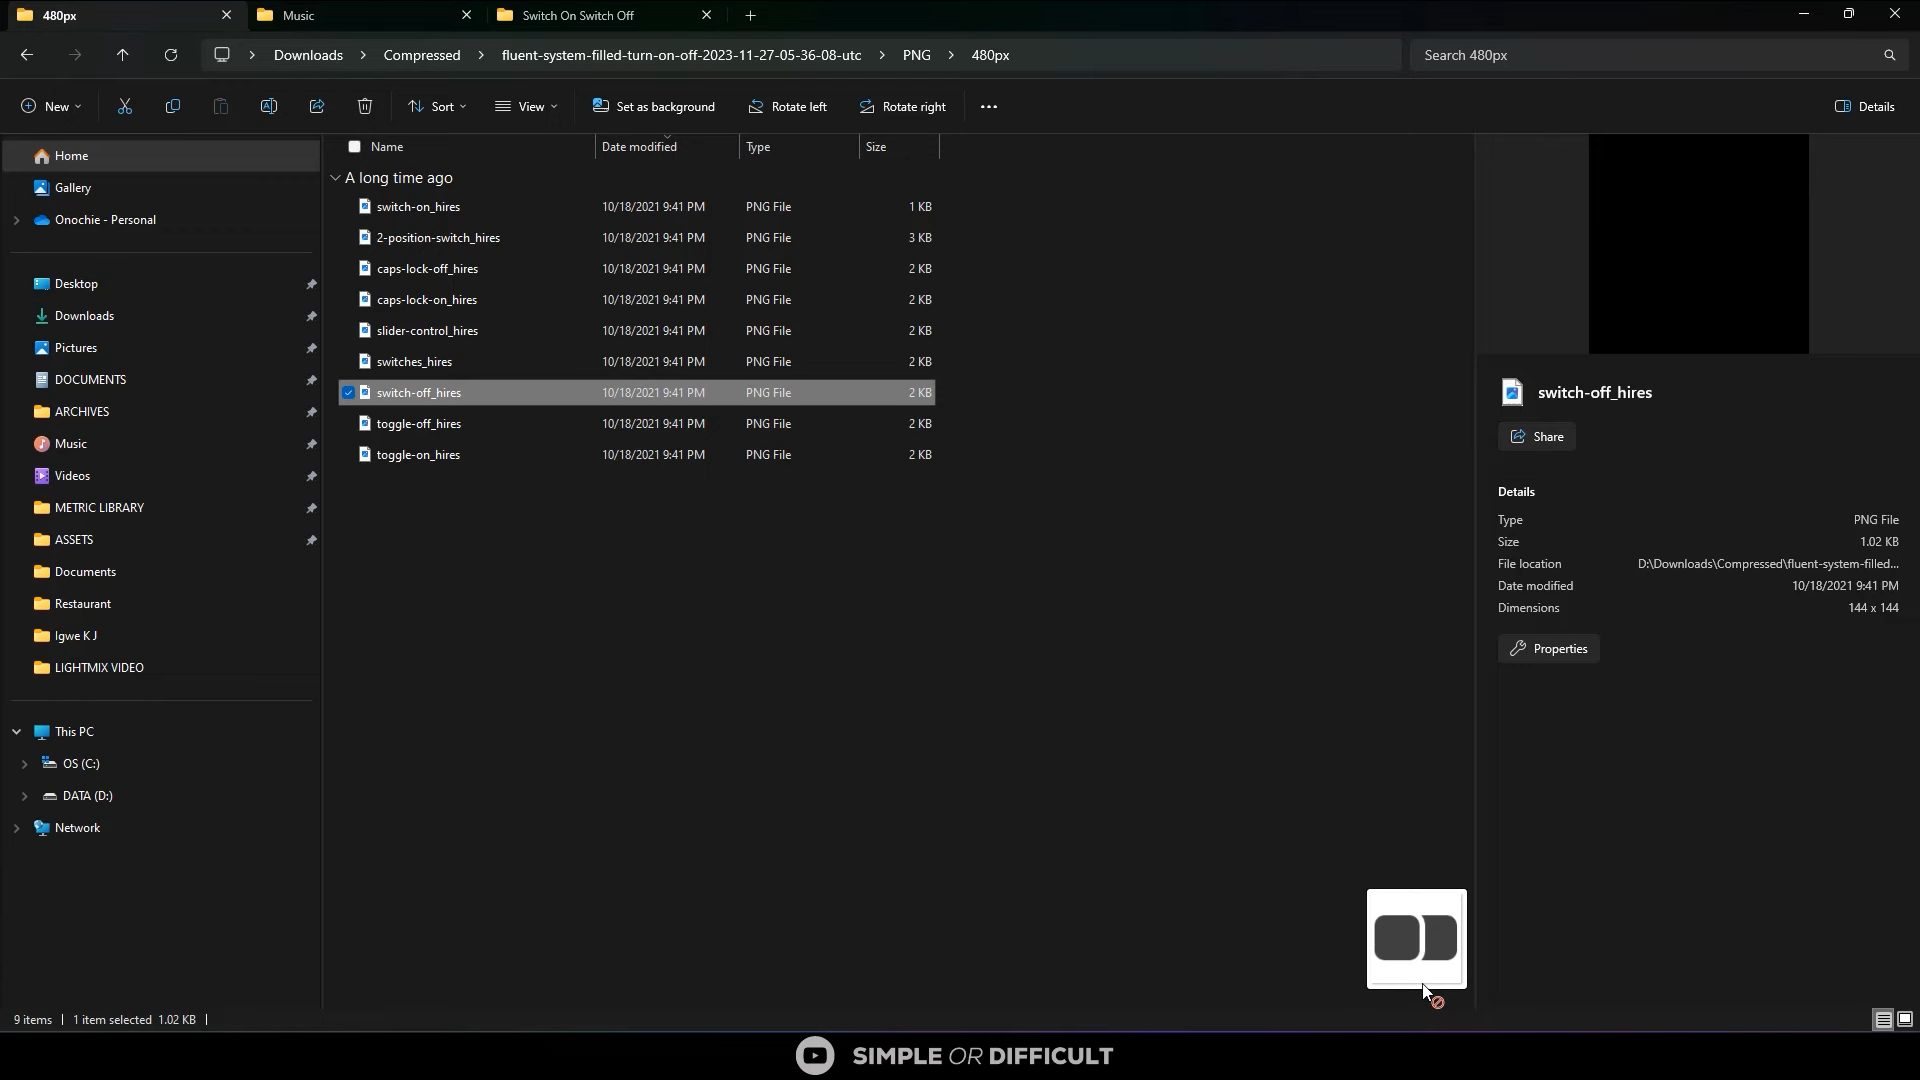 480px
Music
Switch On Switch Off
Downloads
Compressed
fluent-system-filled-turn-on-off-2023-11-27-05-36-08-utc
PNG
480px
Search 480px
New
Sort
View
Set as background
Rotate left
Rotate right
Details
Home
Gallery
Onochie - Personal
Desktop
Downloads
Pictures
DOCUMENTS
ARCHIVES
Music
Videos
METRIC LIBRARY
ASSETS
Documents
Restaurant
Igwe K J
LIGHTMIX VIDEO
This PC
OS (C:)
DATA (D:)
Network
Name Date modified Type Size
A long time ago
switch-on_hires 10/18/2021 9:41 PM PNG File 1 KB
2-position-switch_hires 10/18/2021 9:41 PM PNG File 3 KB
caps-lock-off_hires 10/18/2021 9:41 PM PNG File 2 KB
caps-lock-on_hires 10/18/2021 9:41 PM PNG File 2 KB
slider-control_hires 10/18/2021 9:41 PM PNG File 2 KB
switches_hires 10/18/2021 9:41 PM PNG File 2 KB
switch-off_hires 10/18/2021 9:41 PM PNG File 2 KB
toggle-off_hires 10/18/2021 9:41 PM PNG File 2 KB
toggle-on_hires 10/18/2021 9:41 PM PNG File 2 KB
switch-off_hires
Share
Details
Type PNG File
Size 1.02 KB
File location D:\Downloads\Compressed\fluent-system-filled...
Date modified 10/18/2021 9:41 PM
Dimensions 144 x 144
Properties
9 items 1 item selected 1.02 KB
SIMPLE OR DIFFICULT